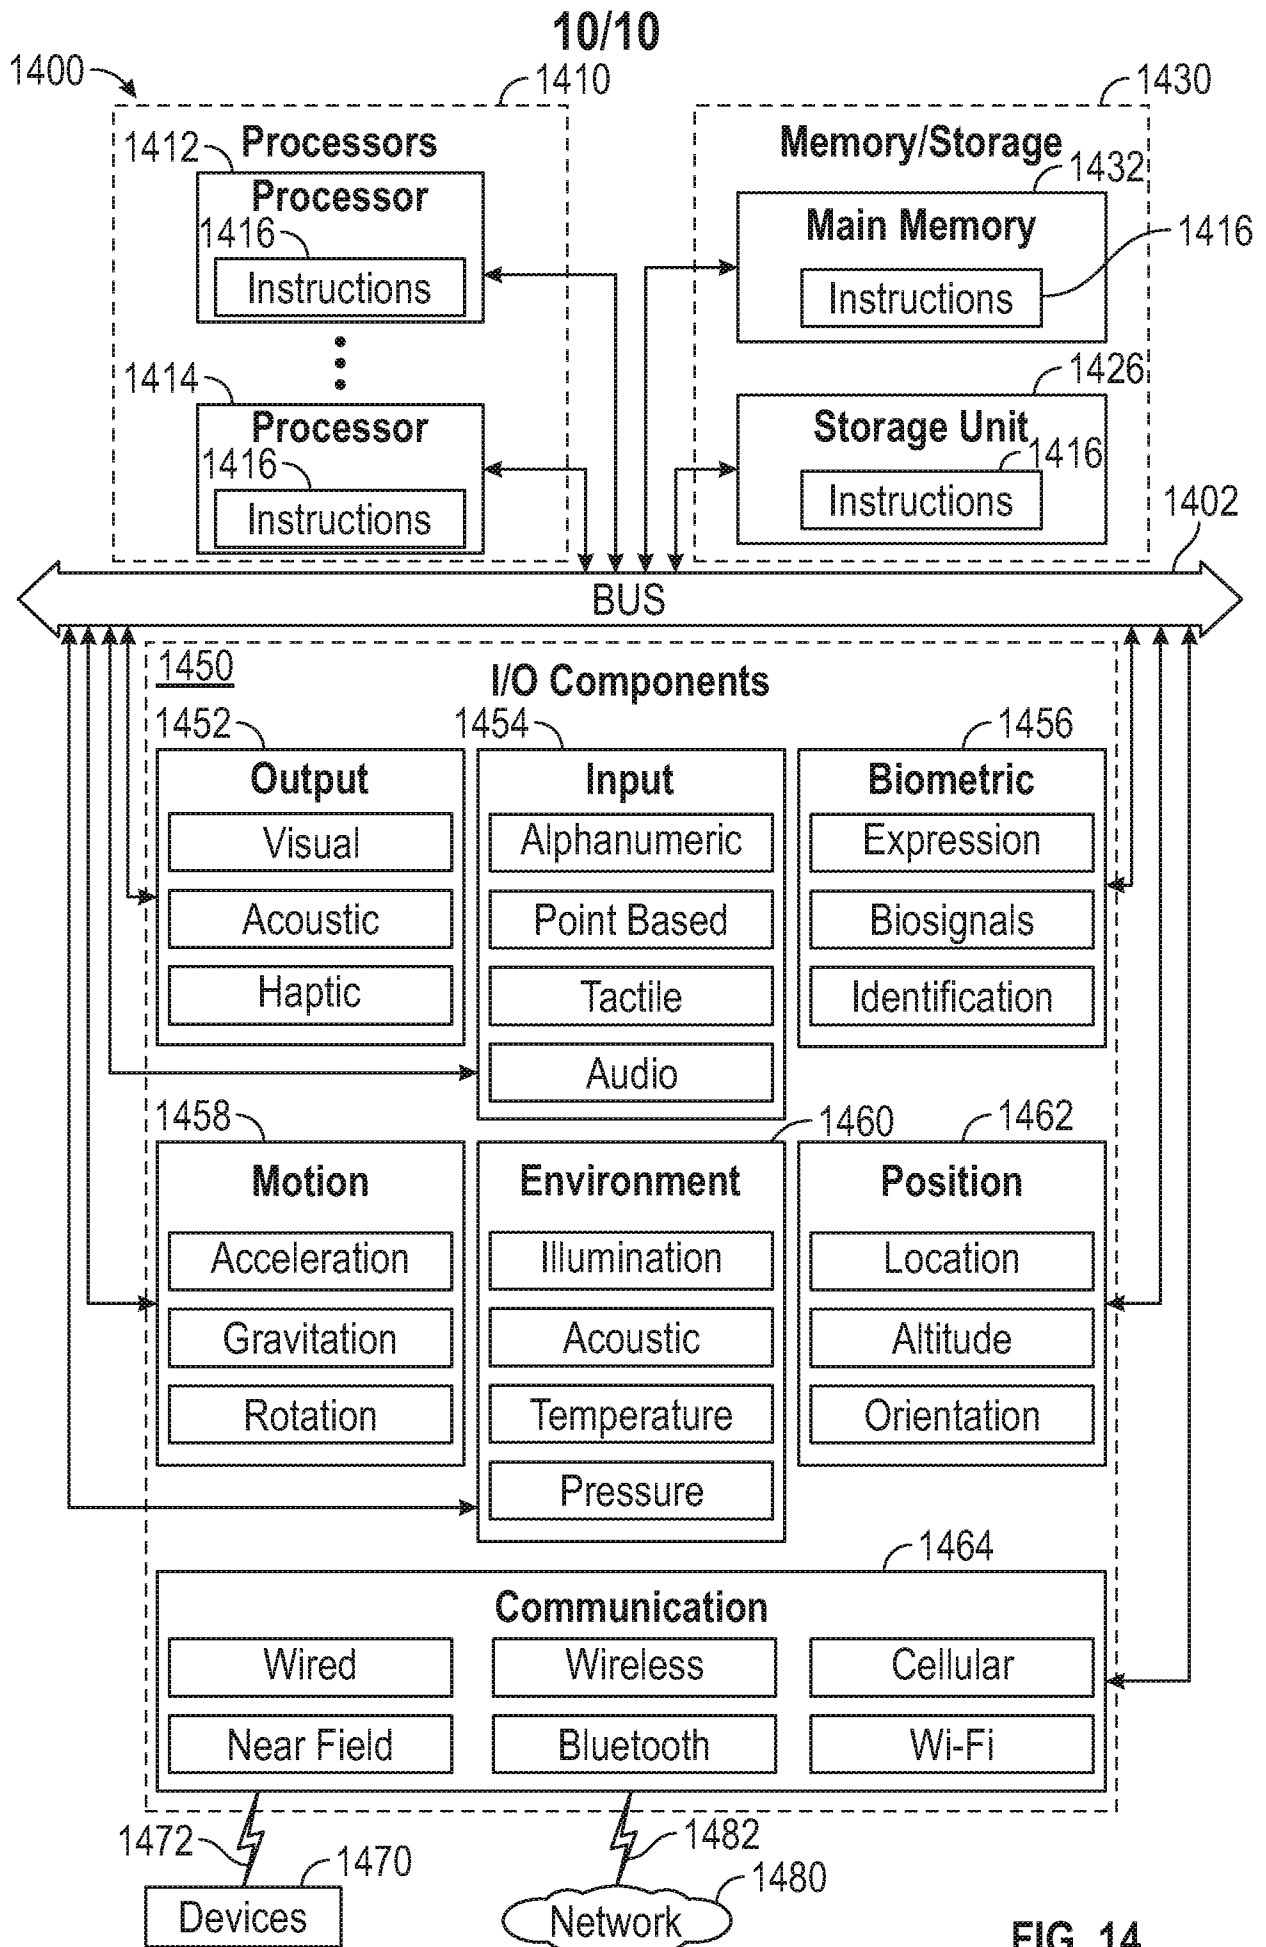 10/10
1400
1410
1430
Processors
Memory/Storage
1412
Processor
1416
Instructions
1432
Main Memory
1416
Instructions
1414
Processor
1416
Instructions
1426
Storage Unit
1416
Instructions
1402
BUS
1450
I/O Components
1452
Output
Visual
Acoustic
Haptic
1454
Input
Alphanumeric
Point Based
Tactile
Audio
1456
Biometric
Expression
Biosignals
Identification
1458
Motion
Acceleration
Gravitation
Rotation
1460
Environment
Illumination
Acoustic
Temperature
Pressure
1462
Position
Location
Altitude
Orientation
1464
Communication
Wired
Wireless
Cellular
Near Field
Bluetooth
Wi-Fi
1472
1470
Devices
1482
1480
Network
FIG. 14